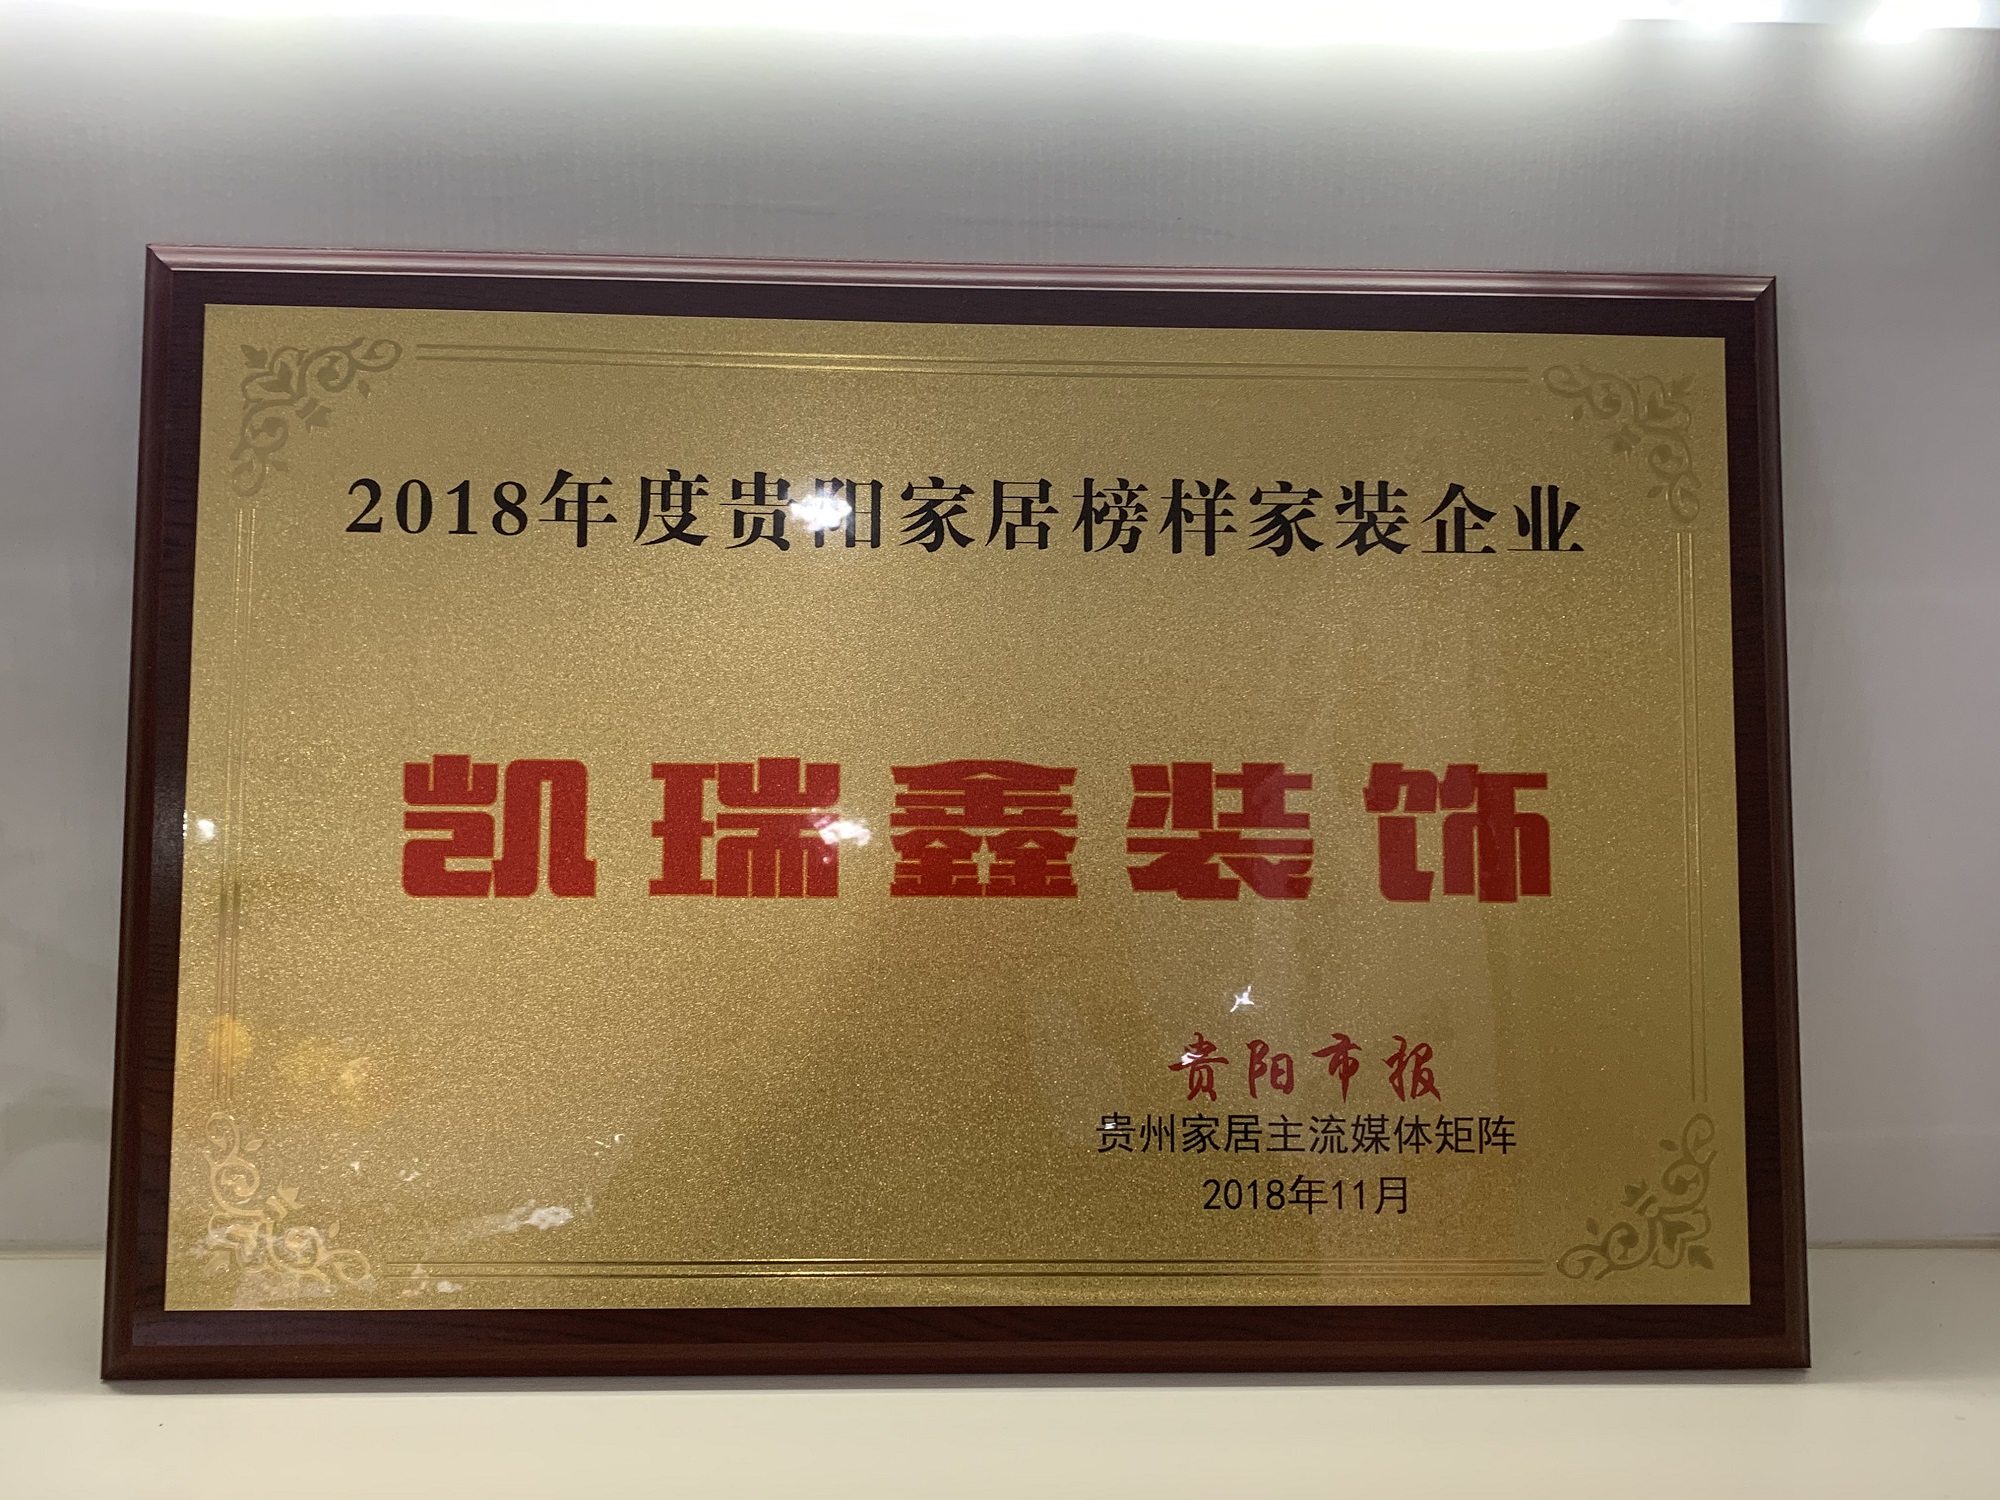 2018年度贵阳家居榜样家装企业
凯瑞鑫装饰
贵阳市报
贵州家居主流媒体矩阵
2018年11月